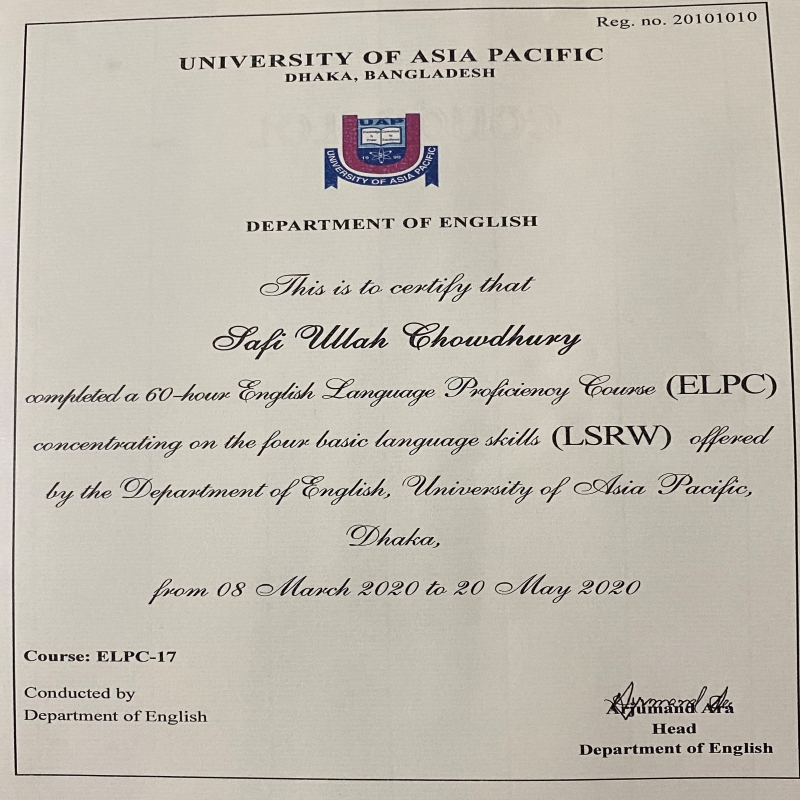 Reg. no. 20101010
UNIVERSITY OF ASIA PACIFIC
DHAKA, BANGLADESH
UAP
19
UNIVERSITY OF ASIA PACIFIC
DEPARTMENT OF ENGLISH
This is to certify that
Safi Ullah Chowdhury
completed a 60-hour English Language Proficiency Course (ELPC)
concentrating on the four basic language skills (LSRW) offered
by the Department of English, University of Asia Pacific,
Dhaka,
from 08 March 2020 to 20 May 2020
Course: ELPC-17
Conducted by
Department of English
Arjumand Ara
Head
Department of English